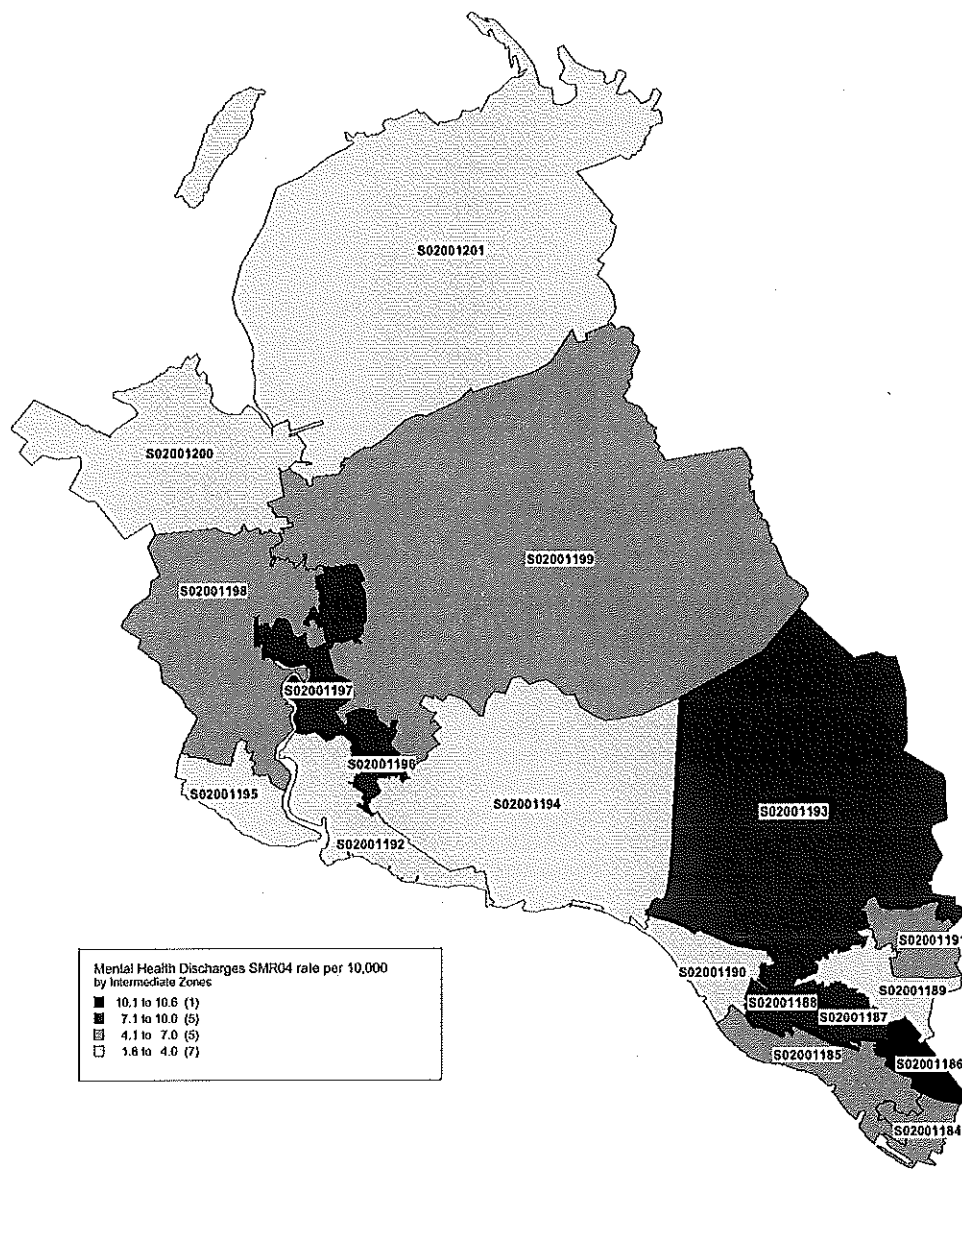 S02001201
S02001200
S02001199
S02001198
S02001197
S02001196
S02001195
S02001194
S02001193
S02001192
S02001191
S02001190
S02001189
S02001188
S02001187
S02001185
S02001186
S02001184
Mental Health Discharges SMR04 rate per 10,000
by Intermediate Zones
10.1 to 10.6 (1)
7.1 to 10.0 (5)
4.1 to 7.0 (5)
1.6 to 4.0 (7)